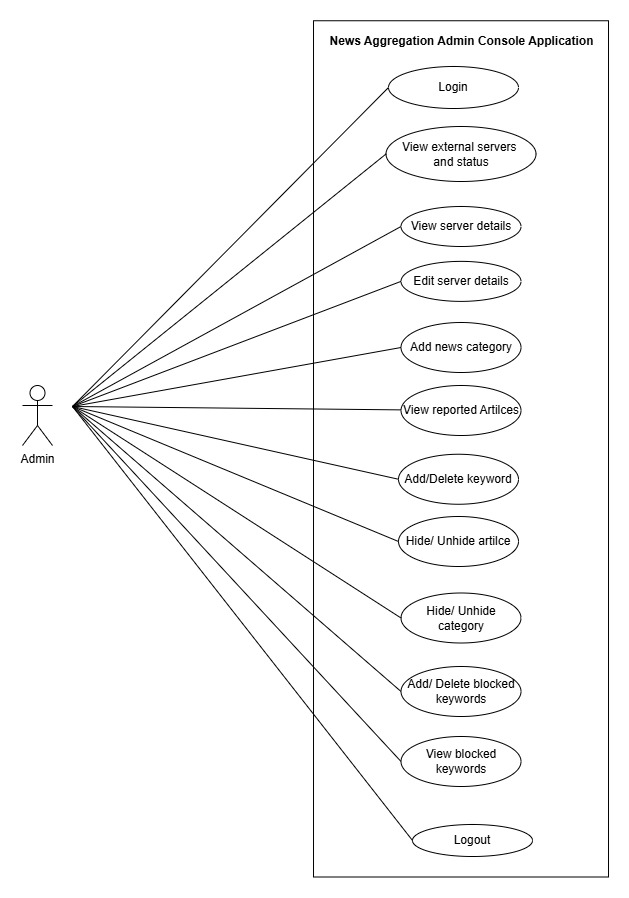 News Aggregation Admin Console Application
Login
View external servers
and status
View server details
Edit server details
Add news category
View reported Artilces
Admin
Add/Delete keyword
Hide/ Unhide artilce
Hide/ Unhide
category
Add/ Delete blocked
keywords
View blocked
keywords
Logout